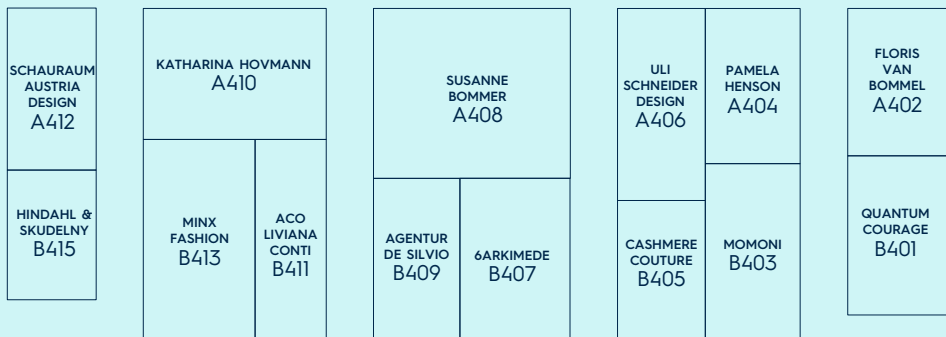 SCHAURAUM
AUSTRIA
DESIGN
A412
HINDAHL &
SKUDELNY
B415
KATHARINA HOVMANN
A410
MINX
FASHION
B413
ACO
LIVIANA
CONTI
B411
SUSANNE
BOMMER
A408
AGENTUR
DE SILVIO
B409
6ARKIMEDE
B407
ULI
SCHNEIDER
DESIGN
A406
PAMELA
HENSON
A404
CASHMERE
COUTURE
B405
MOMONI
B403
FLORIS
VAN
BOMMEL
A402
QUANTUM
COURAGE
B401